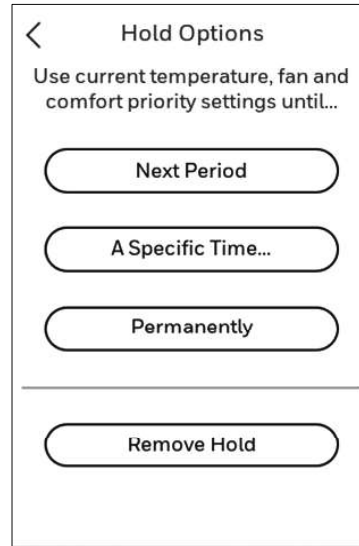 Hold Options
Use current temperature, fan and
comfort priority settings until...
Next Period
A Specific Time...
Permanently
Remove Hold